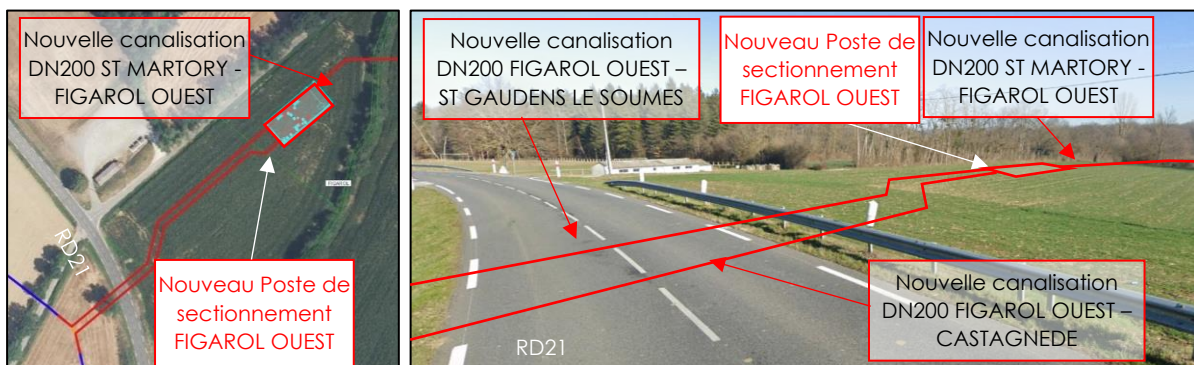 Nouvelle canalisation
DN200 ST MARTORY -
FIGAROL OUEST
FIGAROL
RD21
Nouveau Poste de
sectionnement
FIGAROL OUEST
Nouvelle canalisation
DN200 FIGAROL OUEST –
ST GAUDENS LE SOUMES
Nouveau Poste de
sectionnement
FIGAROL OUEST
Nouvelle canalisation
DN200 ST MARTORY -
FIGAROL OUEST
Nouvelle canalisation
DN200 FIGAROL OUEST –
CASTAGNEDE
RD21